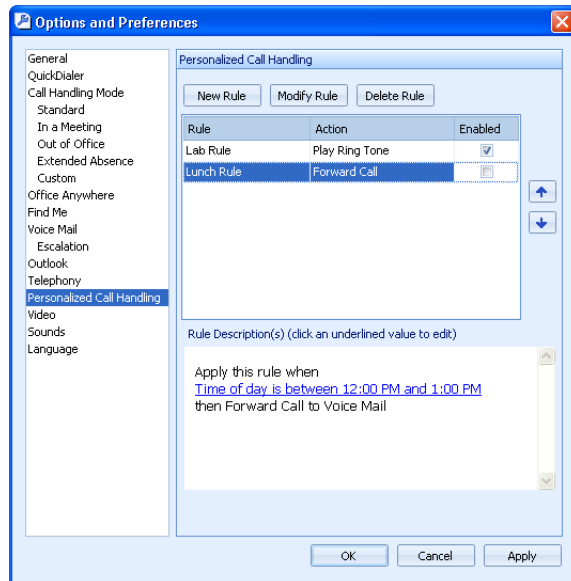 Options and Preferences
General
QuickDialer
Call Handling Mode
Standard
In a Meeting
Out of Office
Extended Absence
Custom
Office Anywhere
Find Me
Voice Mail
Escalation
Outlook
Telephony
Personalized Call Handling
Video
Sounds
Language
Personalized Call Handling
New Rule Modify Rule Delete Rule
Rule Action Enabled
Lab Rule Play Ring Tone
Lunch Rule Forward Call
Rule Description(s) (click an underlined value to edit)
Apply this rule when
Time of day is between 12:00 PM and 1:00 PM
then Forward Call to Voice Mail
OK Cancel Apply